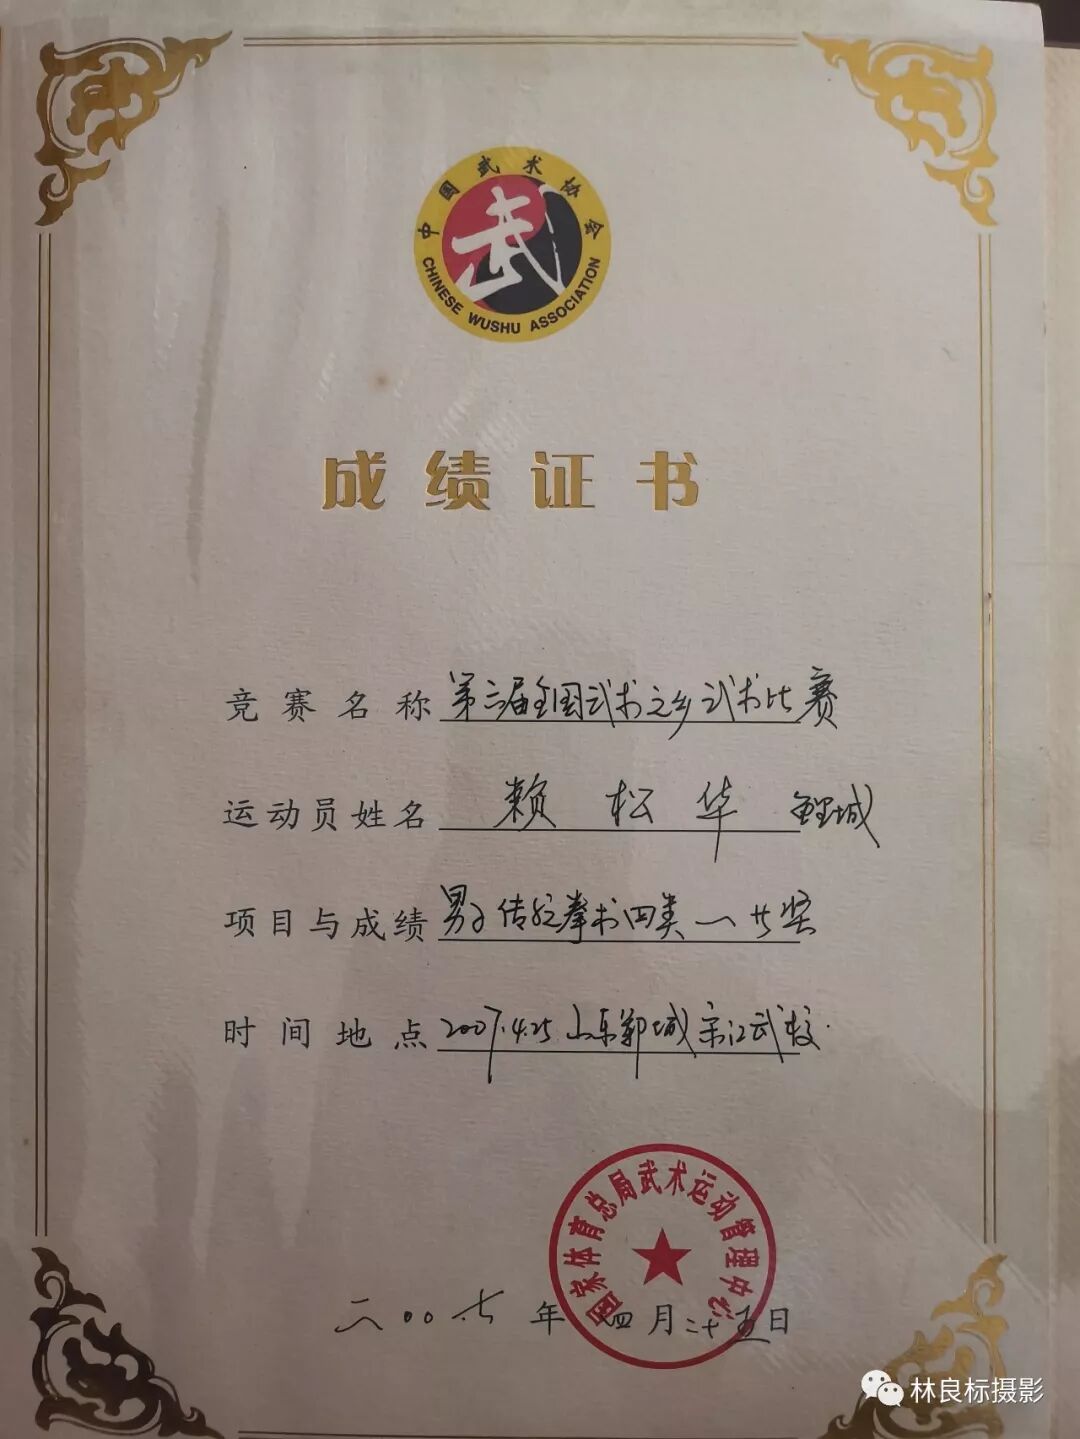 中国武术协会
武
CHINESE WUSHU ASSOCIATION
成绩证书
竞赛名称 第六届全国武术之乡武术比赛
运动员姓名 赖松华 鲤城
项目与成绩 男子传统拳术四类一等奖
时间地点 2007.4.25 山东郓城宋江武校.
国家体育总局武术运动管理中心
二〇〇七年四月二十五日
林良标摄影